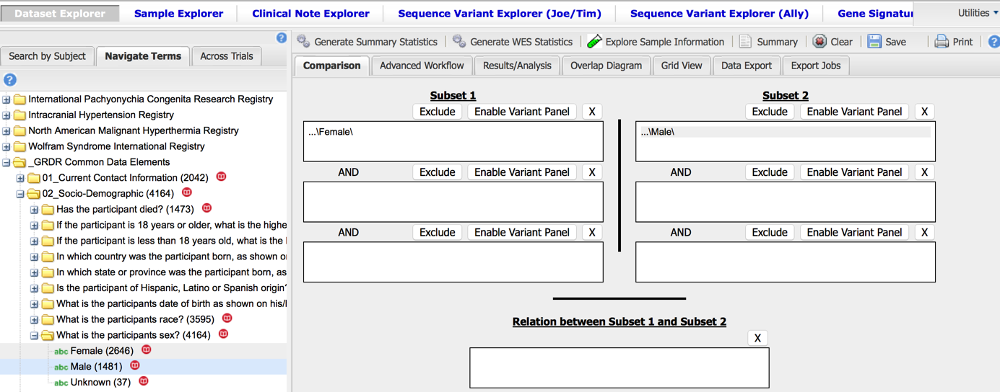 Dataset Explorer Sample Explorer Clinical Note Explorer Sequence Variant Explorer (Joe/Tim) Sequence Variant Explorer (Ally) Gene Signatur Utilities
Generate Summary Statistics Generate WES Statistics Explore Sample Information Summary Clear Save Print
Search by Subject Navigate Terms Across Trials
Comparison Advanced Workflow Results/Analysis Overlap Diagram Grid View Data Export Export Jobs
International Pachyonychia Congenita Research Registry
Intracranial Hypertension Registry
North American Malignant Hyperthermia Registry
Wolfram Syndrome International Registry
_GRDR Common Data Elements
01_Current Contact Information (2042)
02_Socio-Demographic (4164)
Has the participant died? (1473)
If the participant is 18 years or older, what is the highe
If the participant is less than 18 years old, what is the
In which country was the participant born, as shown o
In which state or province was the participant born, as
Is the participant of Hispanic, Latino or Spanish origin?
What is the participants date of birth as shown on his/
What is the participants race? (3595)
What is the participants sex? (4164)
abc Female (2646)
abc Male (1481)
abc Unknown (37)
Subset 1
Exclude Enable Variant Panel X
...\Female\
AND Exclude Enable Variant Panel X
AND Exclude Enable Variant Panel X
Subset 2
Exclude Enable Variant Panel X
...\Male\
AND Exclude Enable Variant Panel X
AND Exclude Enable Variant Panel X
Relation between Subset 1 and Subset 2
X